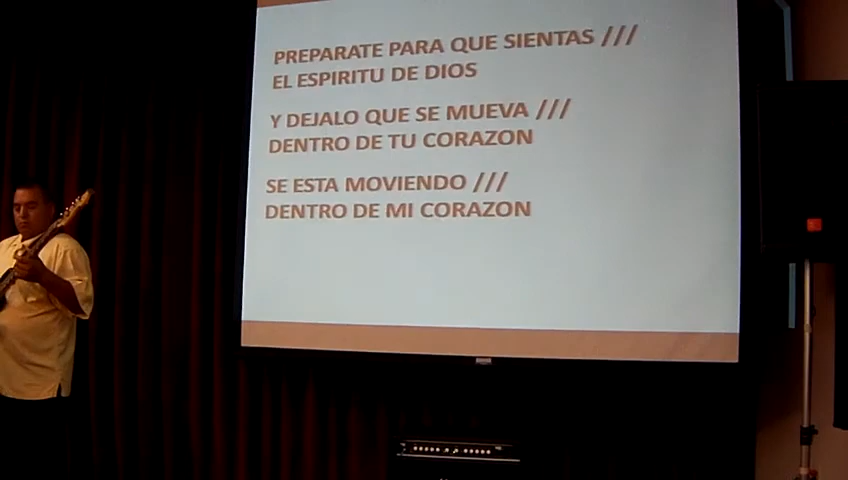 PREPARATE PARA QUE SIENTAS ///
EL ESPIRITU DE DIOS
Y DEJALO QUE SE MUEVA ///
DENTRO DE TU CORAZON
SE ESTA MOVIENDO ///
DENTRO DE MI CORAZON